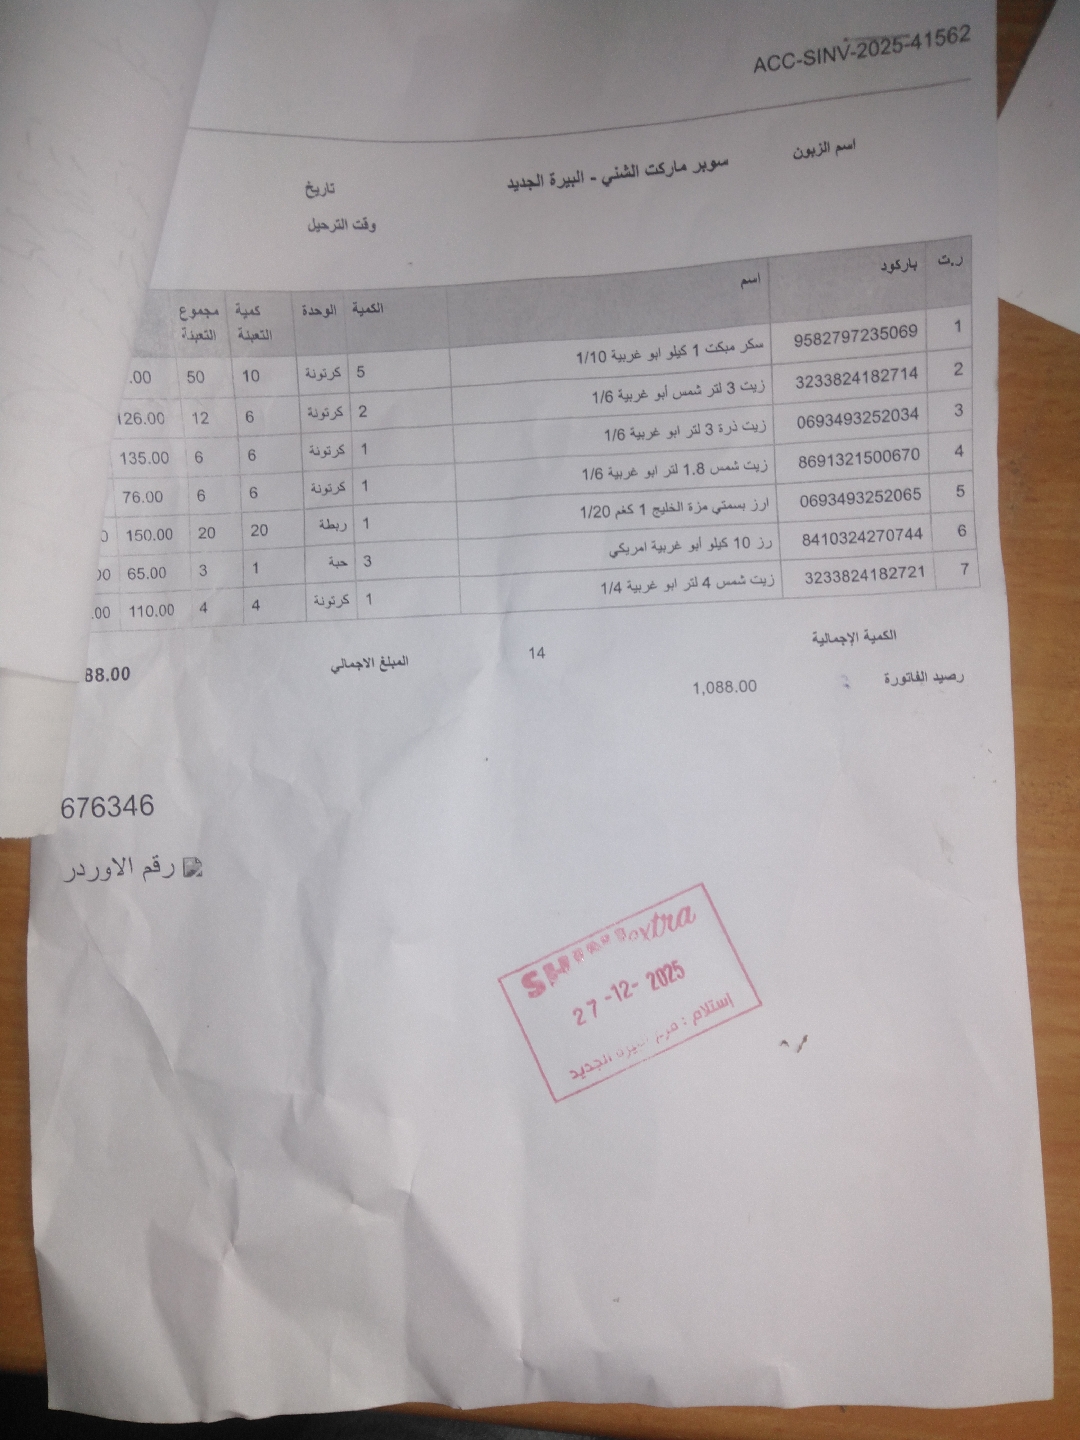 ACC-SINV-2025-41562
اسم الزبون سوبر ماركت الشني - البيرة الجديد تاريخ
وقت الترحيل
ر.ت باركود اسم الكمية الوحدة كمية التعبئة مجموع التعبئة
1 9582797235069 سكر مبكت 1 كيلو ابو غربية 1/10 5 كرتونة 10 50 .00
2 3233824182714 زيت 3 لتر شمس أبو غربية 1/6 2 كرتونة 6 12 126.00
3 0693493252034 زيت ذرة 3 لتر ابو غربية 1/6 1 كرتونة 6 6 135.00
4 8691321500670 زيت شمس 1.8 لتر ابو غربية 1/6 1 كرتونة 6 6 76.00
5 0693493252065 ارز بسمتي مزة الخليج 1 كغم 1/20 1 ربطة 20 20 150.00 0
6 8410324270744 رز 10 كيلو أبو غربية امريكي 3 حبة 1 3 65.00 00
7 3233824182721 زيت شمس 4 لتر ابو غربية 1/4 1 كرتونة 4 4 110.00 .00
الكمية الإجمالية 14 المبلغ الاجمالي 88.00
رصيد الفاتورة 1,088.00
676346
رقم الاوردر
extra
27-12-2025
إستلام : الجديد